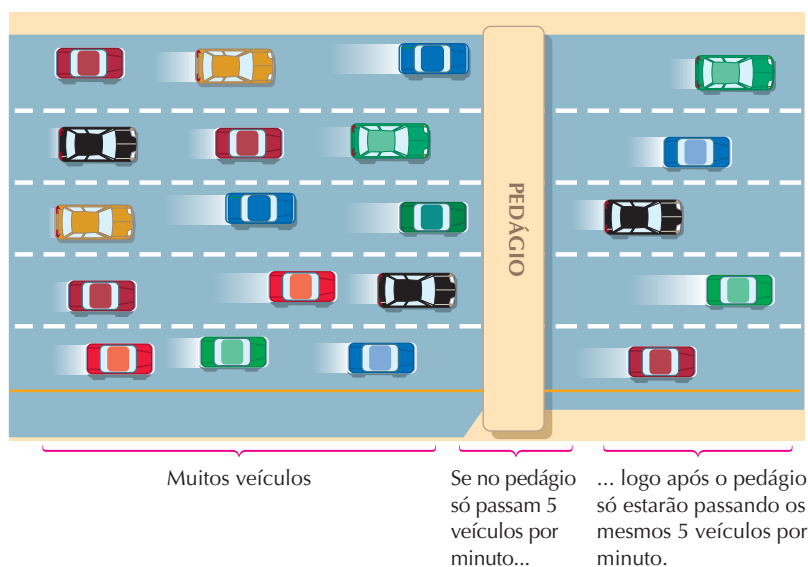 PEDÁGIO
Muitos veículos
Se no pedágio
só passam 5
veículos por
minuto...
... logo após o pedágio
só estarão passando os
mesmos 5 veículos por
minuto.